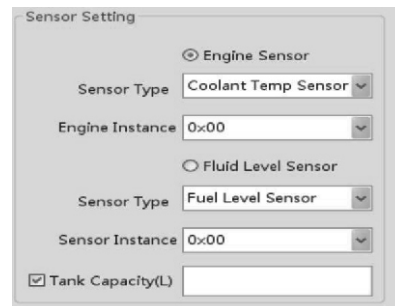 Sensor Setting
Engine Sensor
Sensor Type Coolant Temp Sensor
Engine Instance 0x00
Fluid Level Sensor
Sensor Type Fuel Level Sensor
Sensor Instance 0x00
Tank Capacity(L)